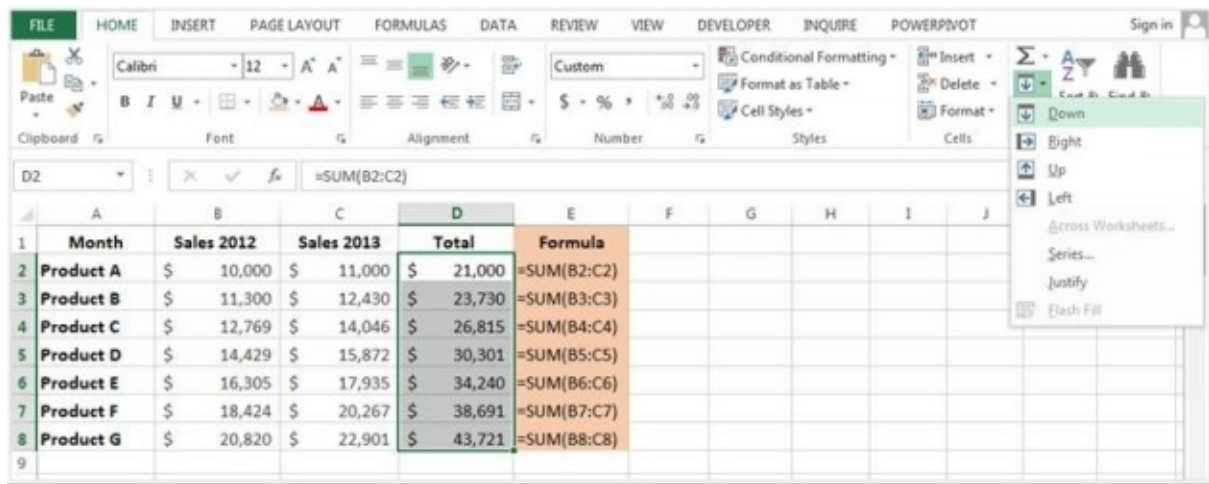 FILE HOME INSERT PAGE LAYOUT FORMULAS DATA REVIEW VIEW DEVELOPER INQUIRE POWERPIVOT Sign in
Paste
Calibri 12 A A
B I U A
Custom
$ % ,
Conditional Formatting
Format as Table
Cell Styles
Insert
Delete
Format
Σ
A
Z
Sort & Find &
Clipboard Font Alignment Number Styles Cells
Down
Right
Up
Left
Across Worksheets...
Series...
Justify
Flash Fill
D2 fx =SUM(B2:C2)
A B C D E F G H I J
1 Month Sales 2012 Sales 2013 Total Formula
2 Product A $ 10,000 $ 11,000 $ 21,000 =SUM(B2:C2)
3 Product B $ 11,300 $ 12,430 $ 23,730 =SUM(B3:C3)
4 Product C $ 12,769 $ 14,046 $ 26,815 =SUM(B4:C4)
5 Product D $ 14,429 $ 15,872 $ 30,301 =SUM(B5:C5)
6 Product E $ 16,305 $ 17,935 $ 34,240 =SUM(B6:C6)
7 Product F $ 18,424 $ 20,267 $ 38,691 =SUM(B7:C7)
8 Product G $ 20,820 $ 22,901 $ 43,721 =SUM(B8:C8)
9